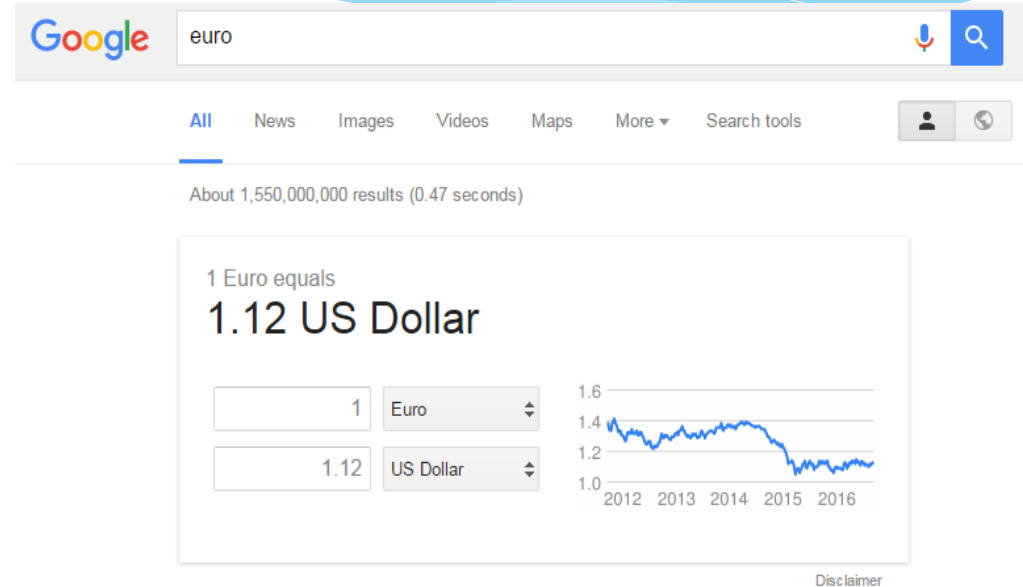 Google euro
All News Images Videos Maps More Search tools
About 1,550,000,000 results (0.47 seconds)
1 Euro equals
1.12 US Dollar
1 Euro
1.12 US Dollar
1.6
1.4
1.2
1.0
2012 2013 2014 2015 2016
Disclaimer